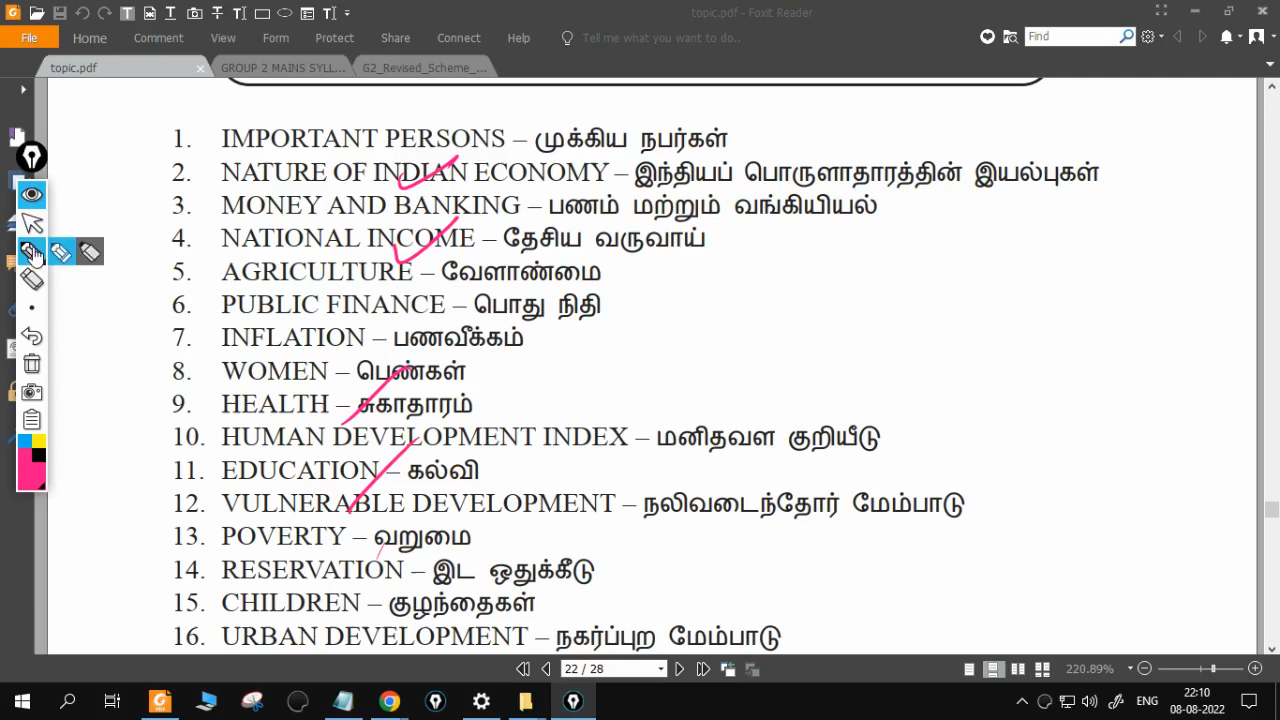 topic.pdf - Foxit Reader
File Home Comment View Form Protect Share Connect Help Tell me what you want to do.. Find
topic.pdf GROUP 2 MAINS SYLL... G2_Revised_Scheme_...
1. IMPORTANT PERSONS – முக்கிய நபர்கள்
2. NATURE OF INDIAN ECONOMY – இந்தியப் பொருளாதாரத்தின் இயல்புகள்
3. MONEY AND BANKING – பணம் மற்றும் வங்கியியல்
4. NATIONAL INCOME – தேசிய வருவாய்
5. AGRICULTURE – வேளாண்மை
6. PUBLIC FINANCE – பொது நிதி
7. INFLATION – பணவீக்கம்
8. WOMEN – பெண்கள்
9. HEALTH – சுகாதாரம்
10. HUMAN DEVELOPMENT INDEX – மனிதவள குறியீடு
11. EDUCATION – கல்வி
12. VULNERABLE DEVELOPMENT – நலிவடைந்தோர் மேம்பாடு
13. POVERTY – வறுமை
14. RESERVATION – இட ஒதுக்கீடு
15. CHILDREN – குழந்தைகள்
16. URBAN DEVELOPMENT – நகர்ப்புற மேம்பாடு
22 / 28 220.89%
ENG 22:10
08-08-2022